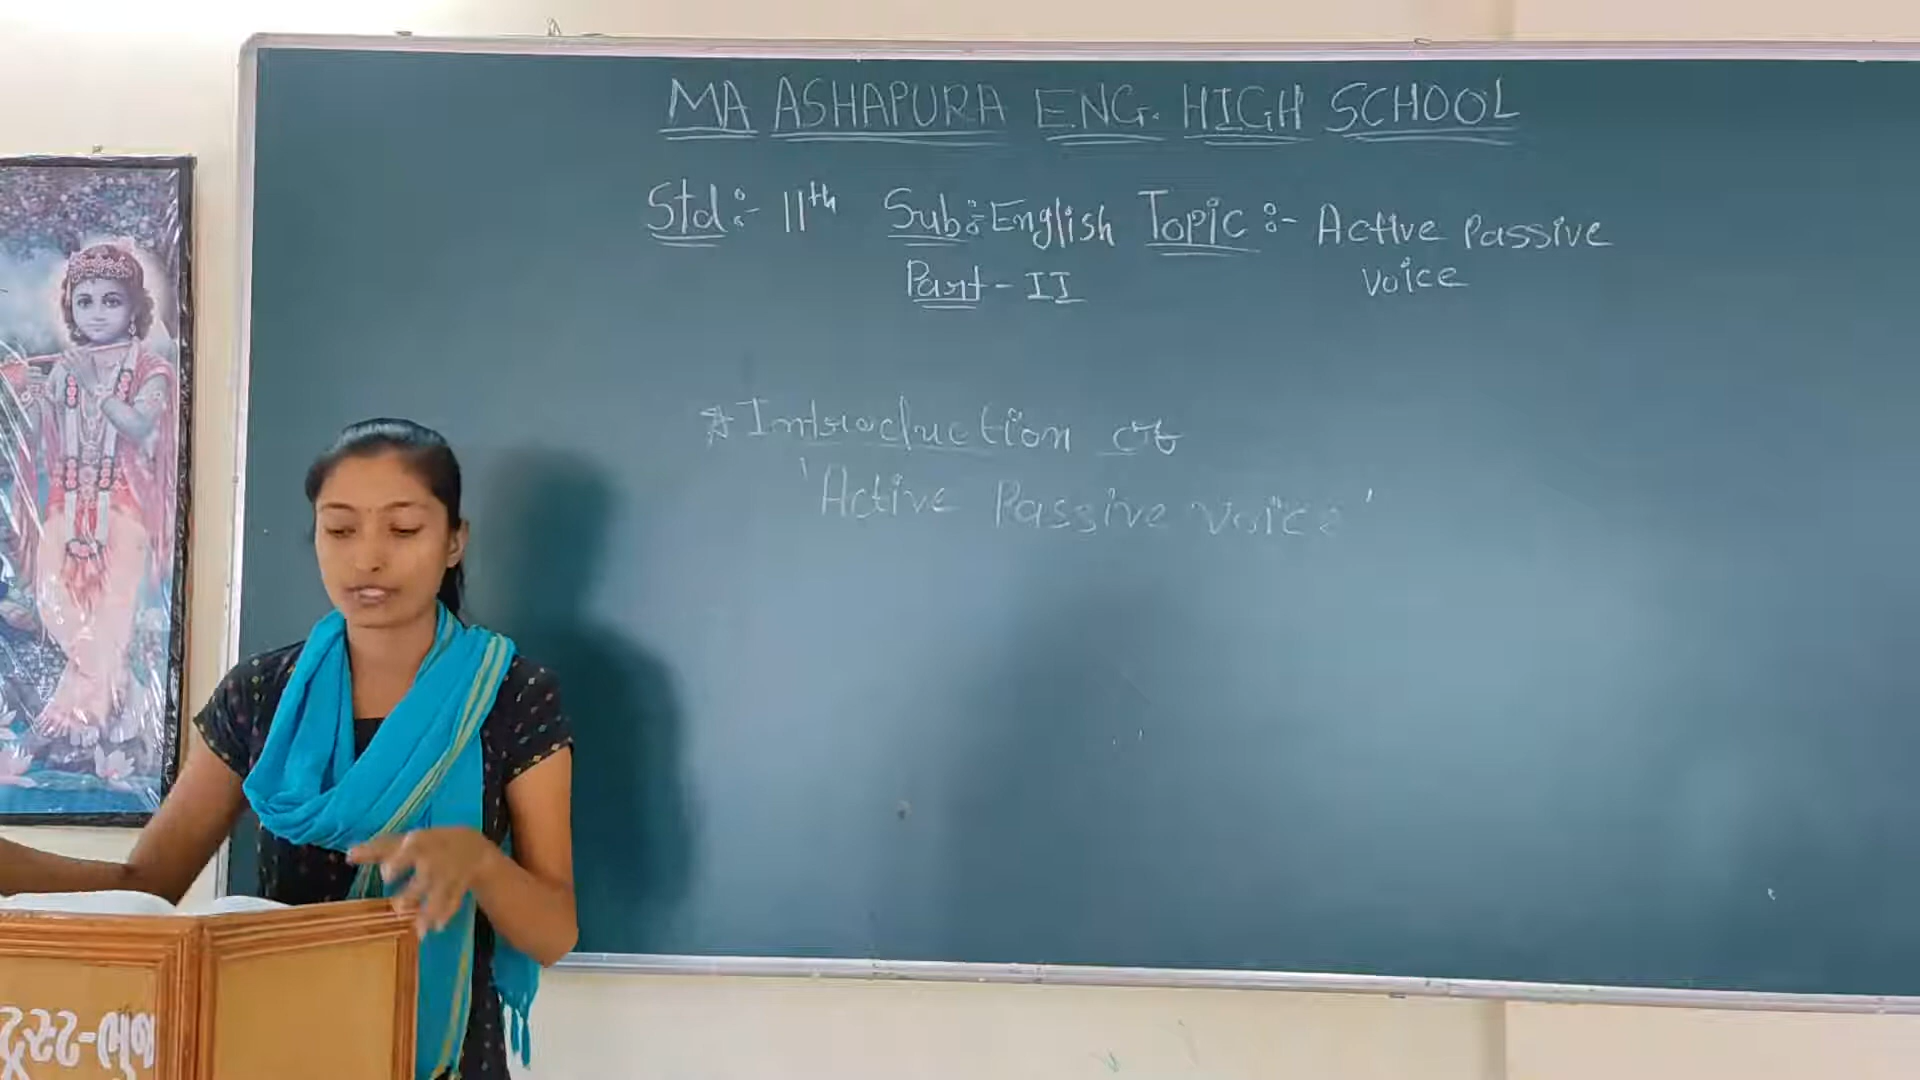 MA ASHAPURA ENG. HIGH SCHOOL
Std:- 11th Sub:- English Topic:- Active Passive
Part - II Voice
* Introduction of
'Active Passive Voice'